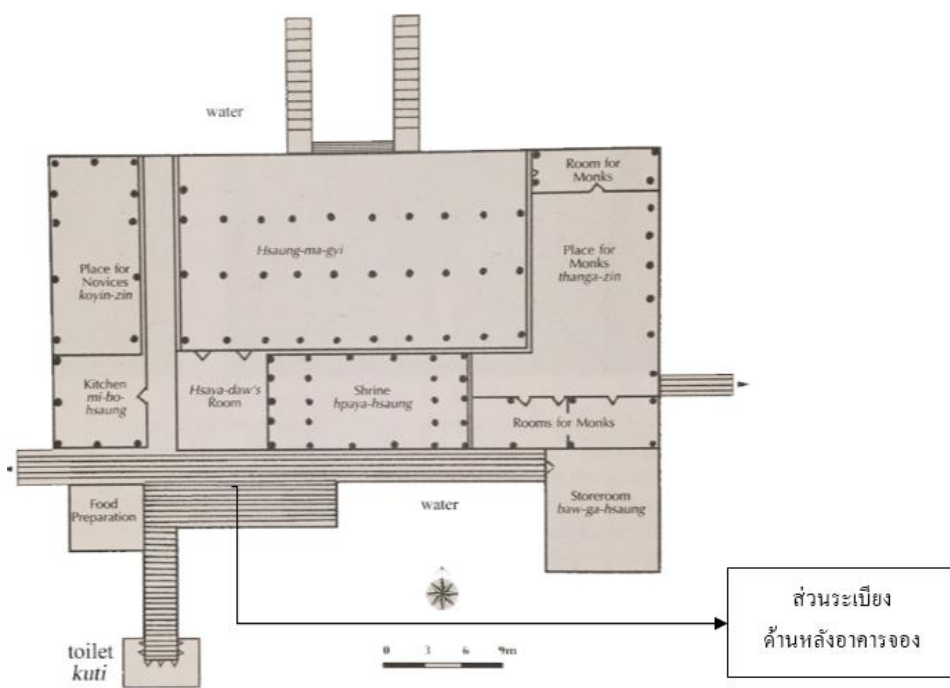 water
Room for
Monks
Place for
Novices
koyin-zin
Hsaung-ma-gyi
Place for
Monks
thanga-zin
Kitchen
mi-bo-
hsaung
Hsaya-daw's
Room
Shrine
hpaya-hsaung
Rooms for Monks
Food
Preparation
water
Storeroom
baw-ga-hsaung
toilet
kuti
0 3 6 9m
ส่วนระเบียง
ด้านหลังอาคารจอง